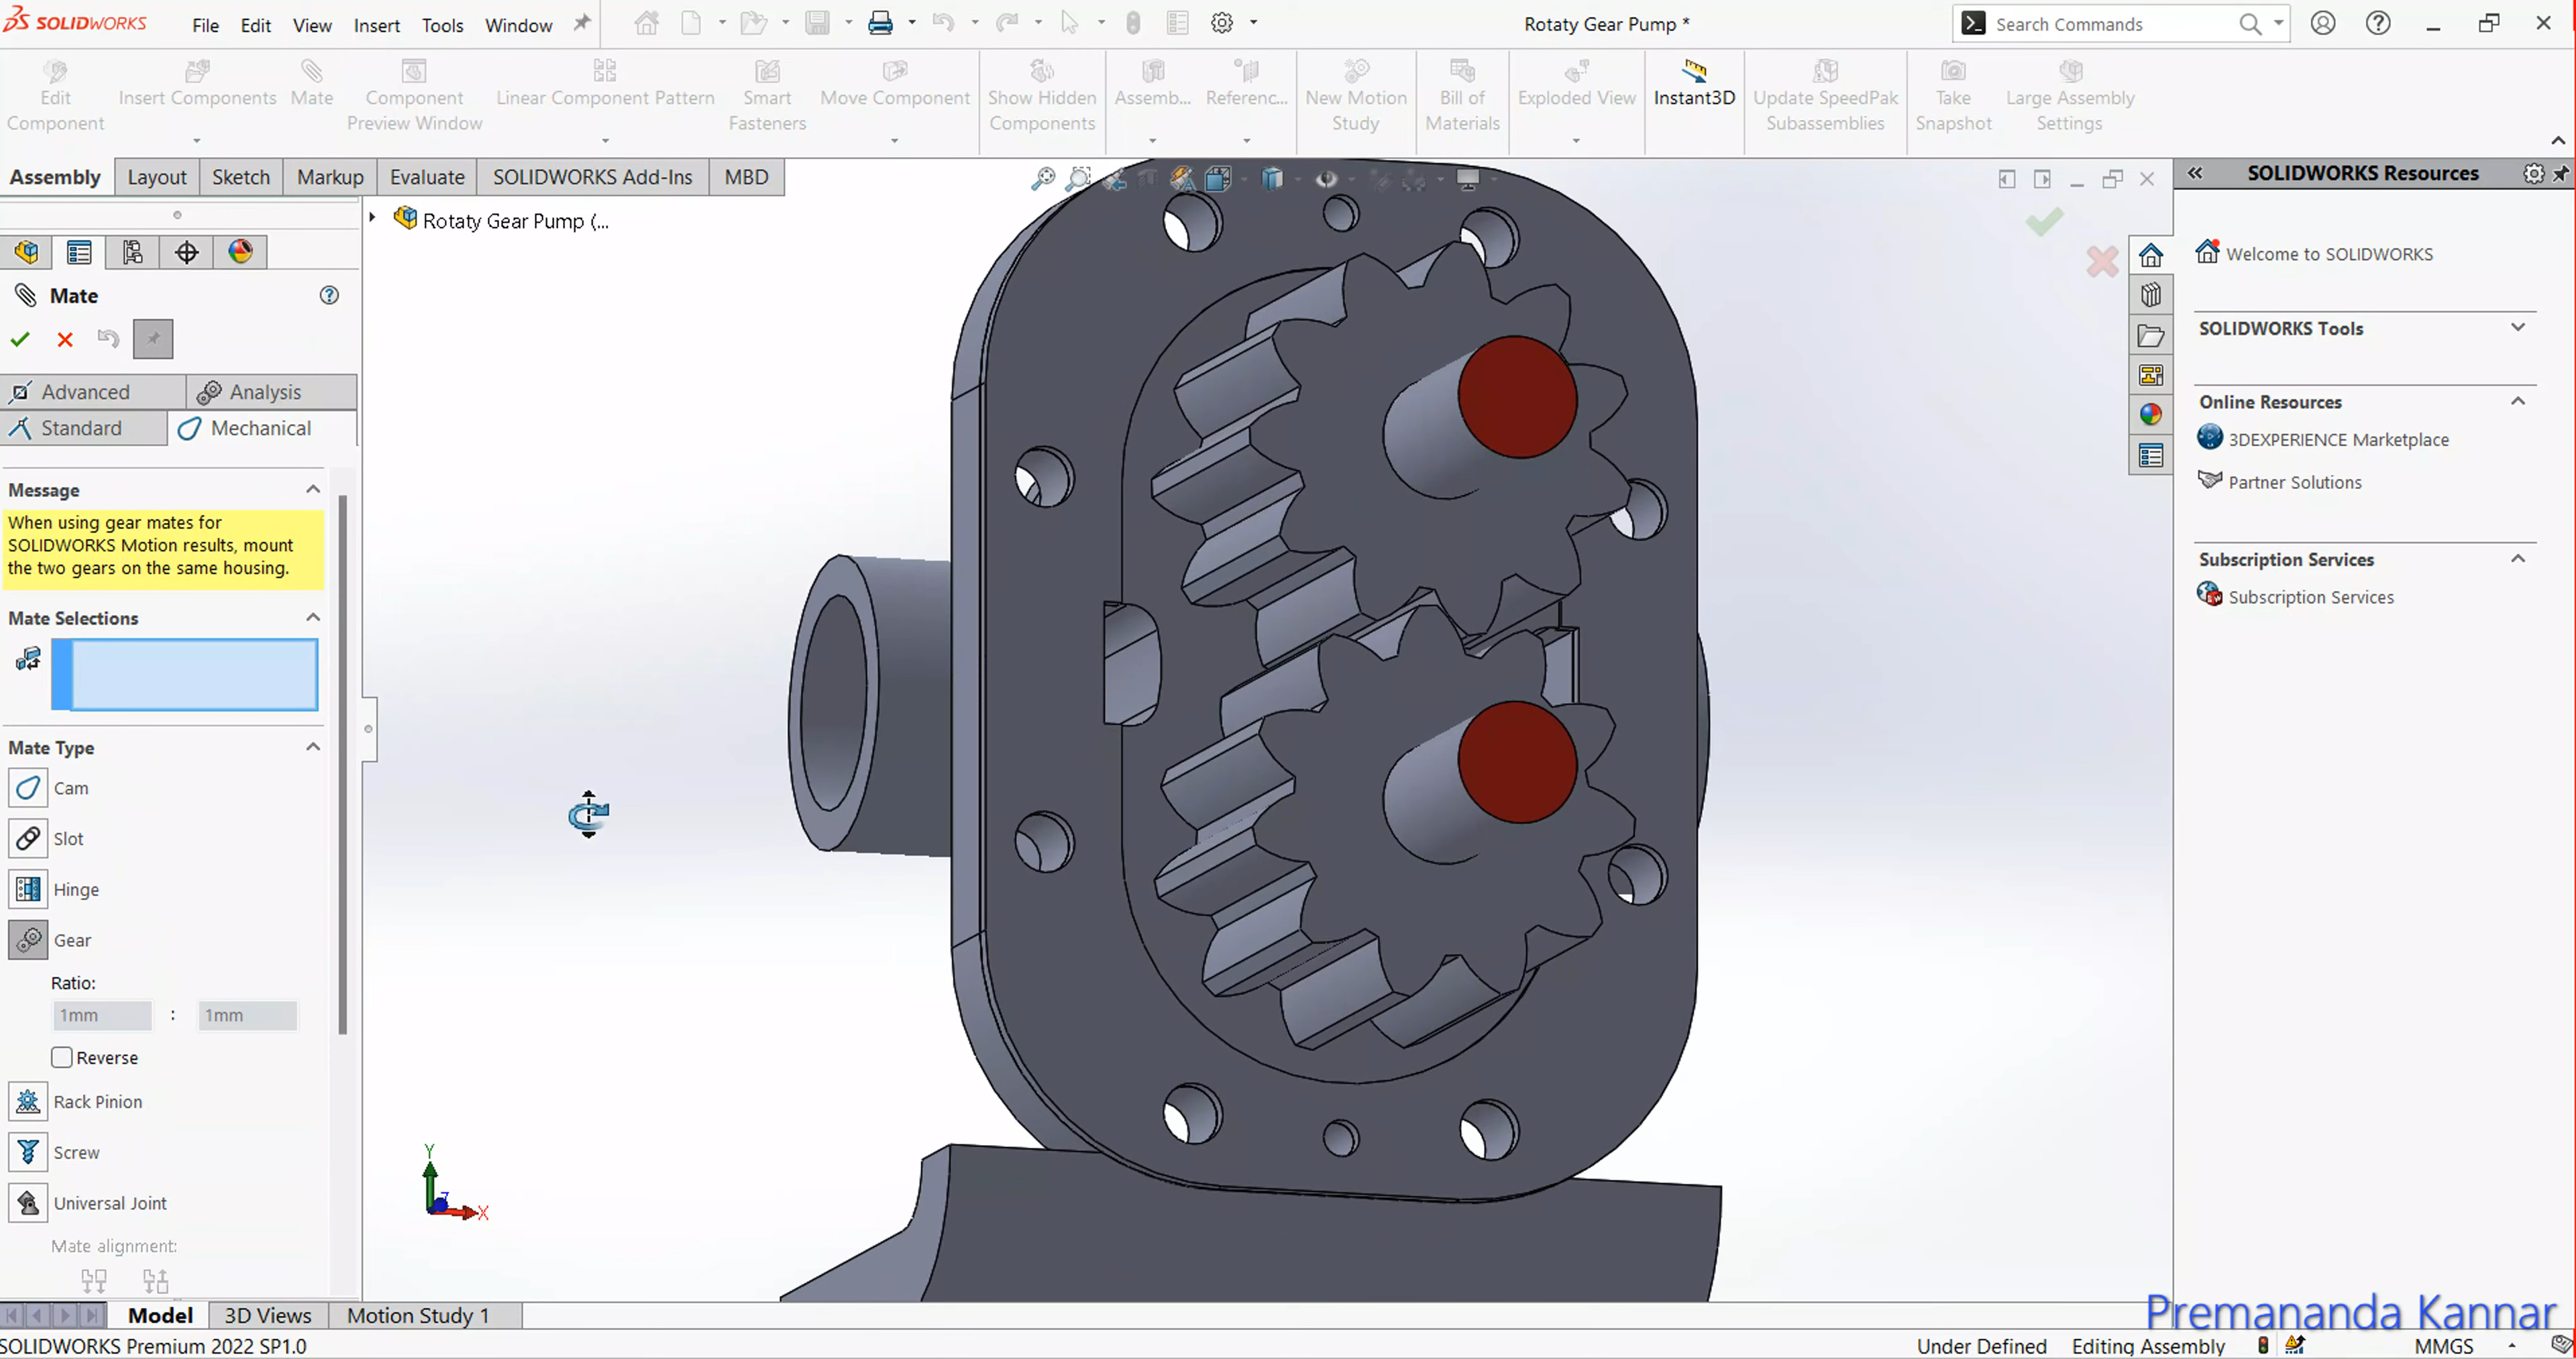 SOLIDWORKS File Edit View Insert Tools Window Rotaty Gear Pump * Search Commands
Edit Component
Insert Components
Mate
Component Preview Window
Linear Component Pattern
Smart Fasteners
Move Component
Show Hidden Components
Assemb...
Referenc...
New Motion Study
Bill of Materials
Exploded View
Instant3D
Update SpeedPak Subassemblies
Take Snapshot
Large Assembly Settings
Assembly Layout Sketch Markup Evaluate SOLIDWORKS Add-Ins MBD
Rotaty Gear Pump (...
Mate
Advanced Analysis
Standard Mechanical
Message
When using gear mates for
SOLIDWORKS Motion results, mount
the two gears on the same housing.
Mate Selections
Mate Type
Cam
Slot
Hinge
Gear
Ratio:
1mm : 1mm
Reverse
Rack Pinion
Screw
Universal Joint
Mate alignment:
Y
Z
X
SOLIDWORKS Resources
Welcome to SOLIDWORKS
SOLIDWORKS Tools
Online Resources
3DEXPERIENCE Marketplace
Partner Solutions
Subscription Services
Subscription Services
Model 3D Views Motion Study 1
Premananda Kannar
SOLIDWORKS Premium 2022 SP1.0 Under Defined Editing Assembly MMGS